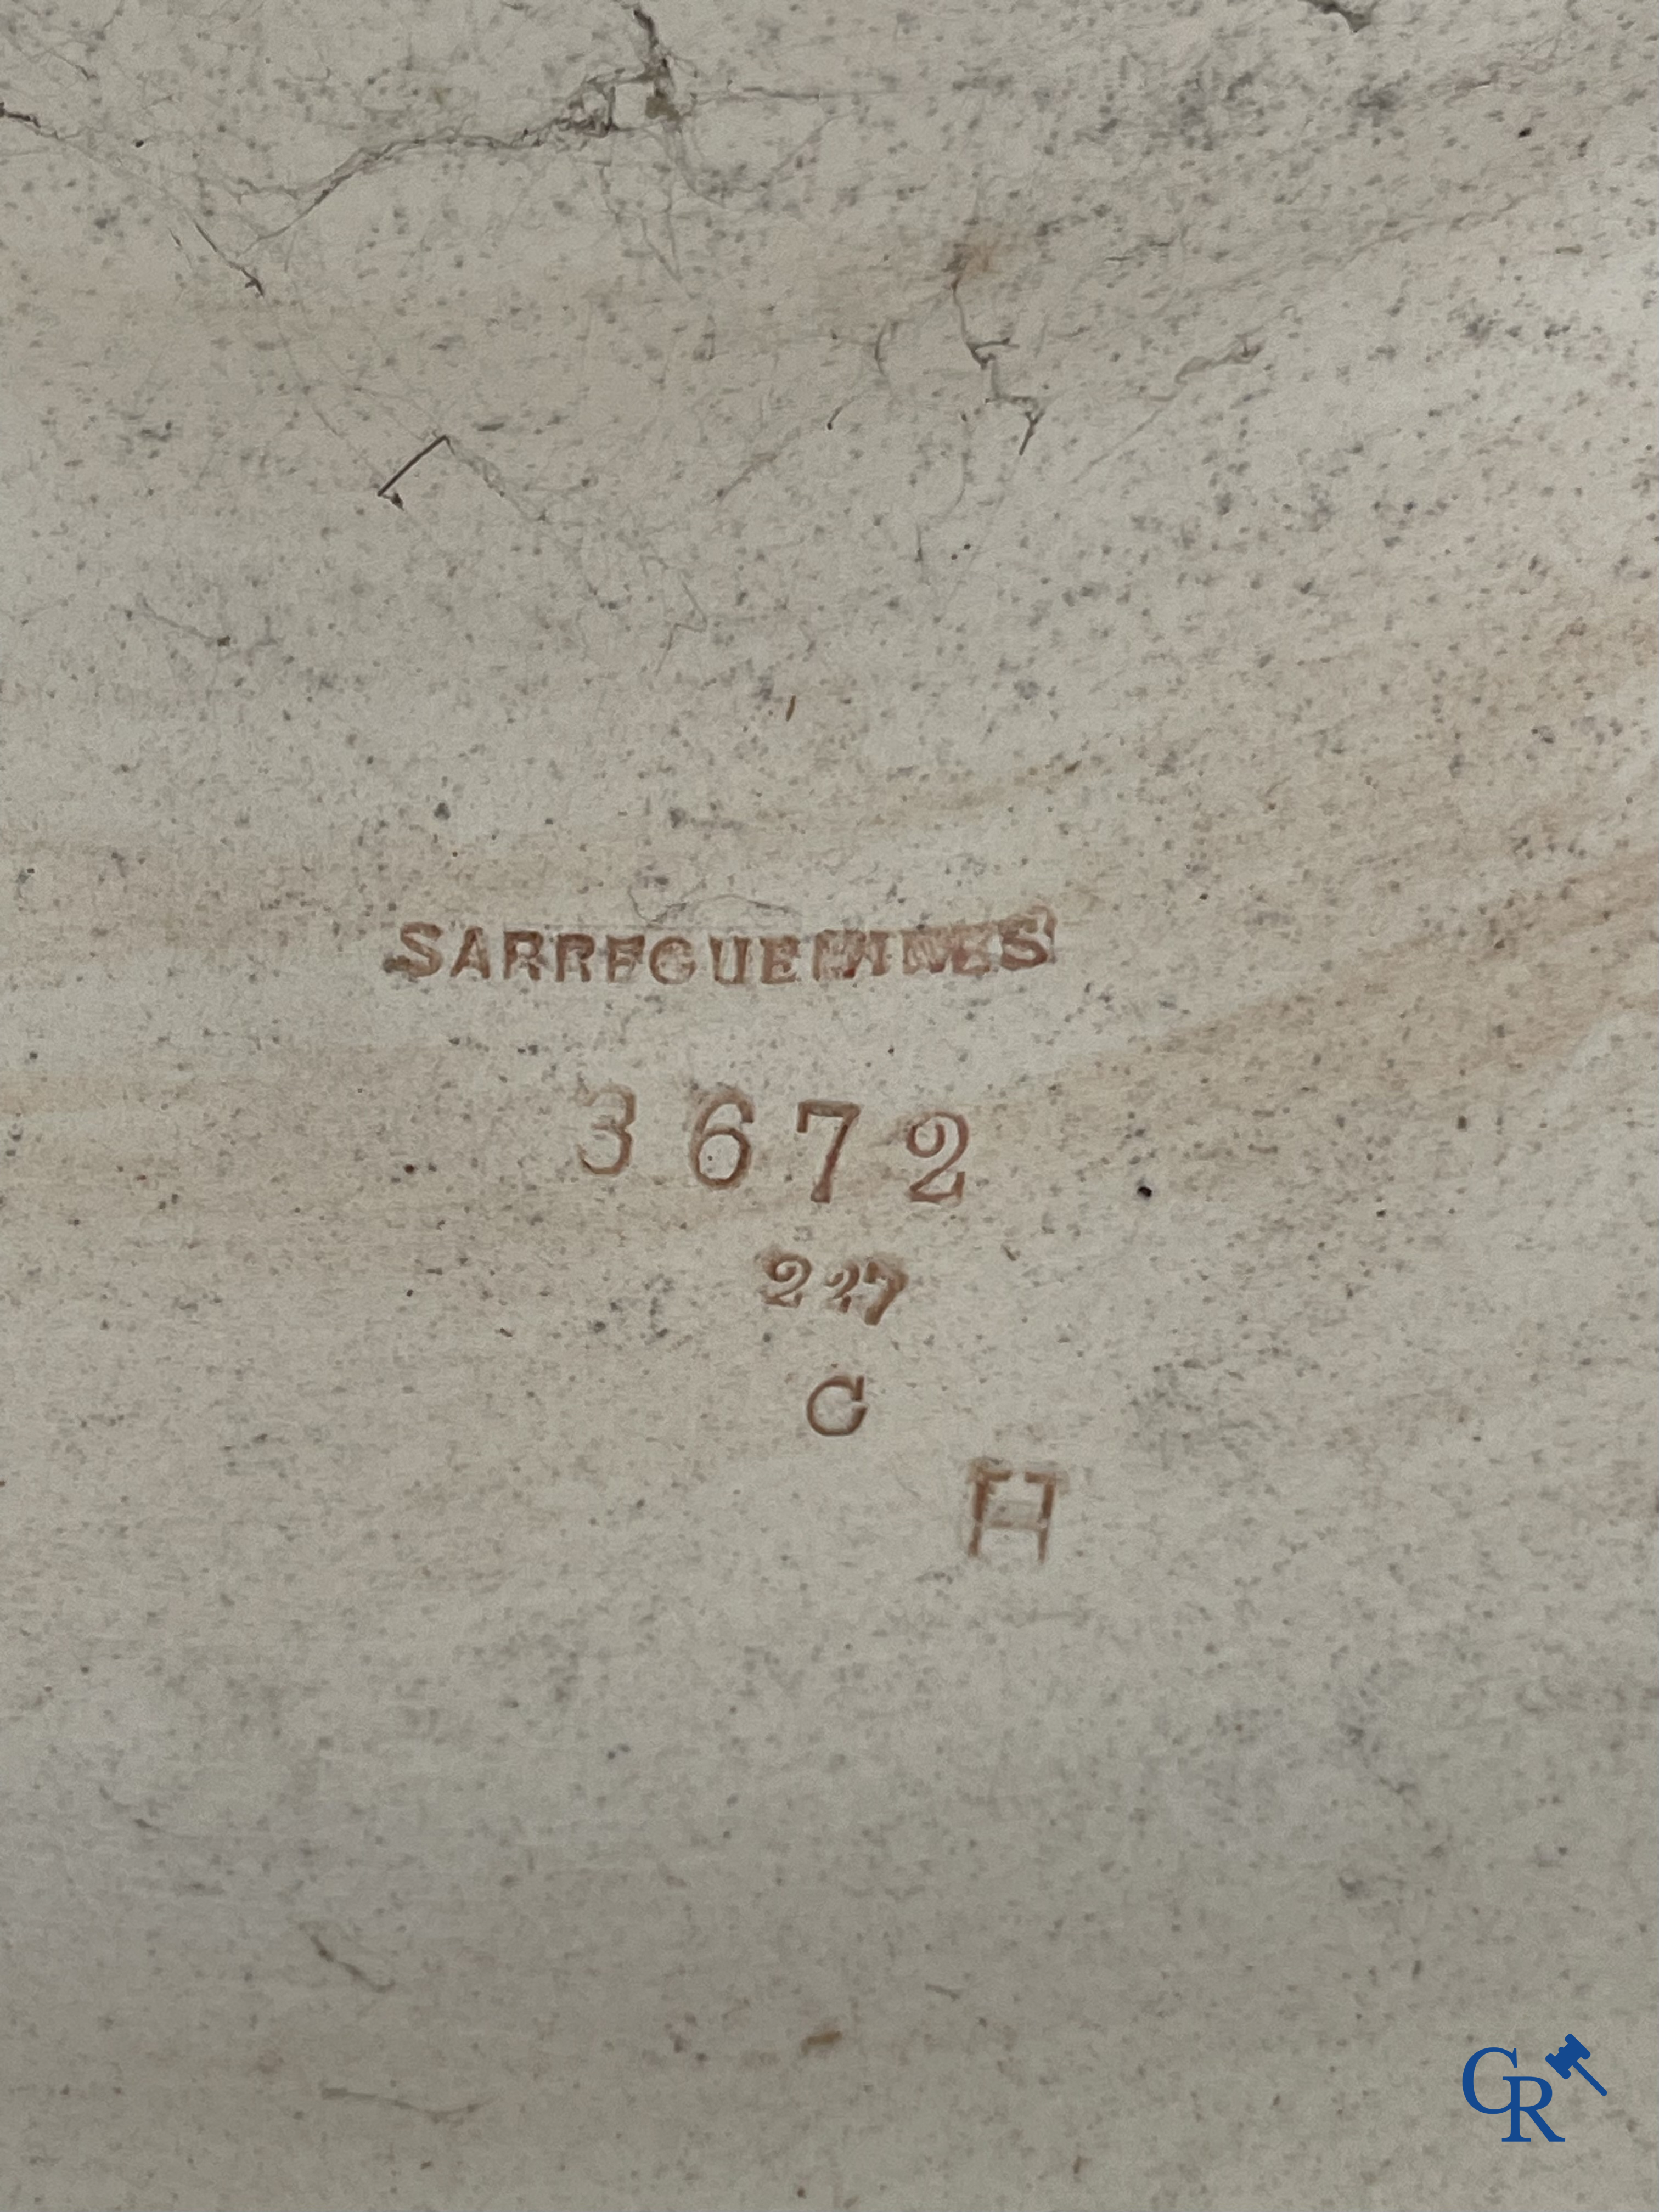 SARREGUEMINES
3672
227
C
H
CR